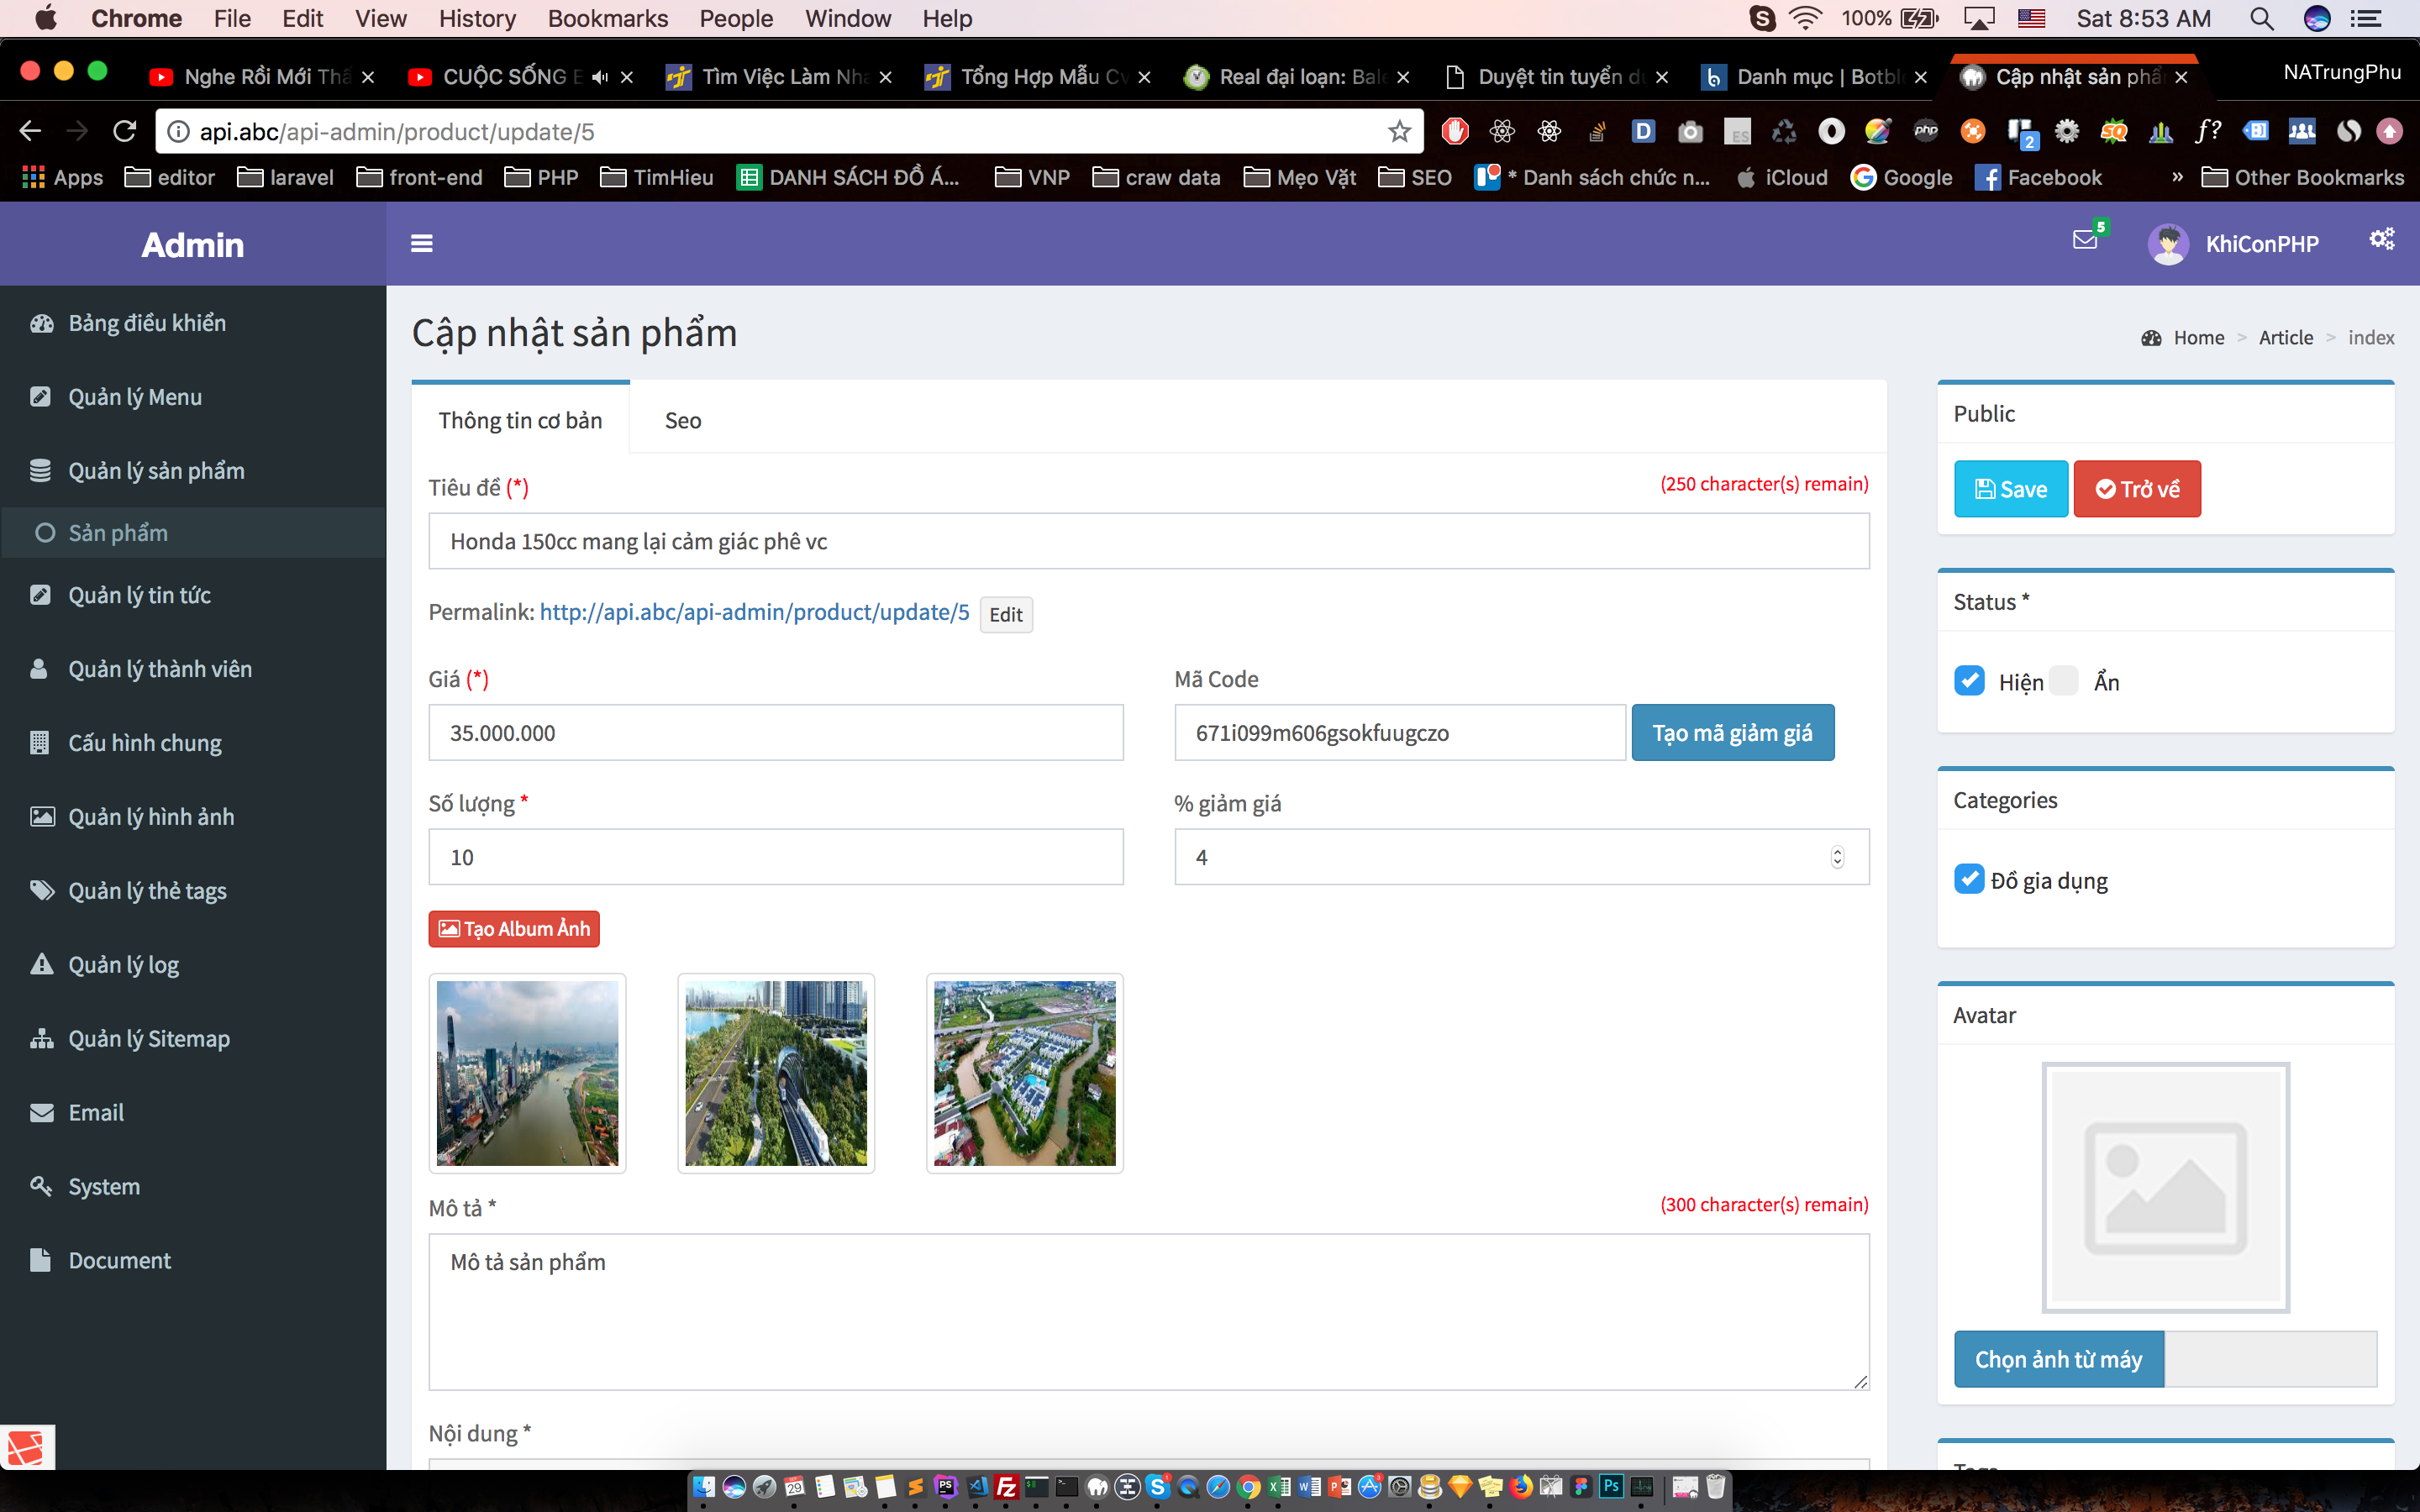 Chrome File Edit View History Bookmarks People Window Help 100% Sat 8:53 AM
Nghe Rồi Mới Thấ CUỘC SỐNG Tìm Việc Làm Nha Tổng Hợp Mẫu Cv Real đại loạn: Bale Duyệt tin tuyển dụ Danh mục | Botble Cập nhật sản phẩ NATrungPhu
api.abc/api-admin/product/update/5
Apps editor laravel front-end PHP TimHieu DANH SÁCH ĐỒ Á... VNP craw data Mẹo Vặt SEO * Danh sách chức n... iCloud Google Facebook » Other Bookmarks
Admin
5
KhiConPHP
Bảng điều khiển
Quản lý Menu
Quản lý sản phẩm
Sản phẩm
Quản lý tin tức
Quản lý thành viên
Cấu hình chung
Quản lý hình ảnh
Quản lý thẻ tags
Quản lý log
Quản lý Sitemap
Email
System
Document
Cập nhật sản phẩm
Home > Article > index
Thông tin cơ bản Seo
Tiêu đề (*) (250 character(s) remain)
Honda 150cc mang lại cảm giác phê vc
Permalink: http://api.abc/api-admin/product/update/5 Edit
Giá (*) Mã Code
35.000.000 671i099m606gsokfuugczo Tạo mã giảm giá
Số lượng * % giảm giá
10 4
Tạo Album Ảnh
Mô tả * (300 character(s) remain)
Mô tả sản phẩm
Nội dung *
Public
Save Trở về
Status *
Hiện Ẩn
Categories
Đồ gia dụng
Avatar
Chọn ảnh từ máy